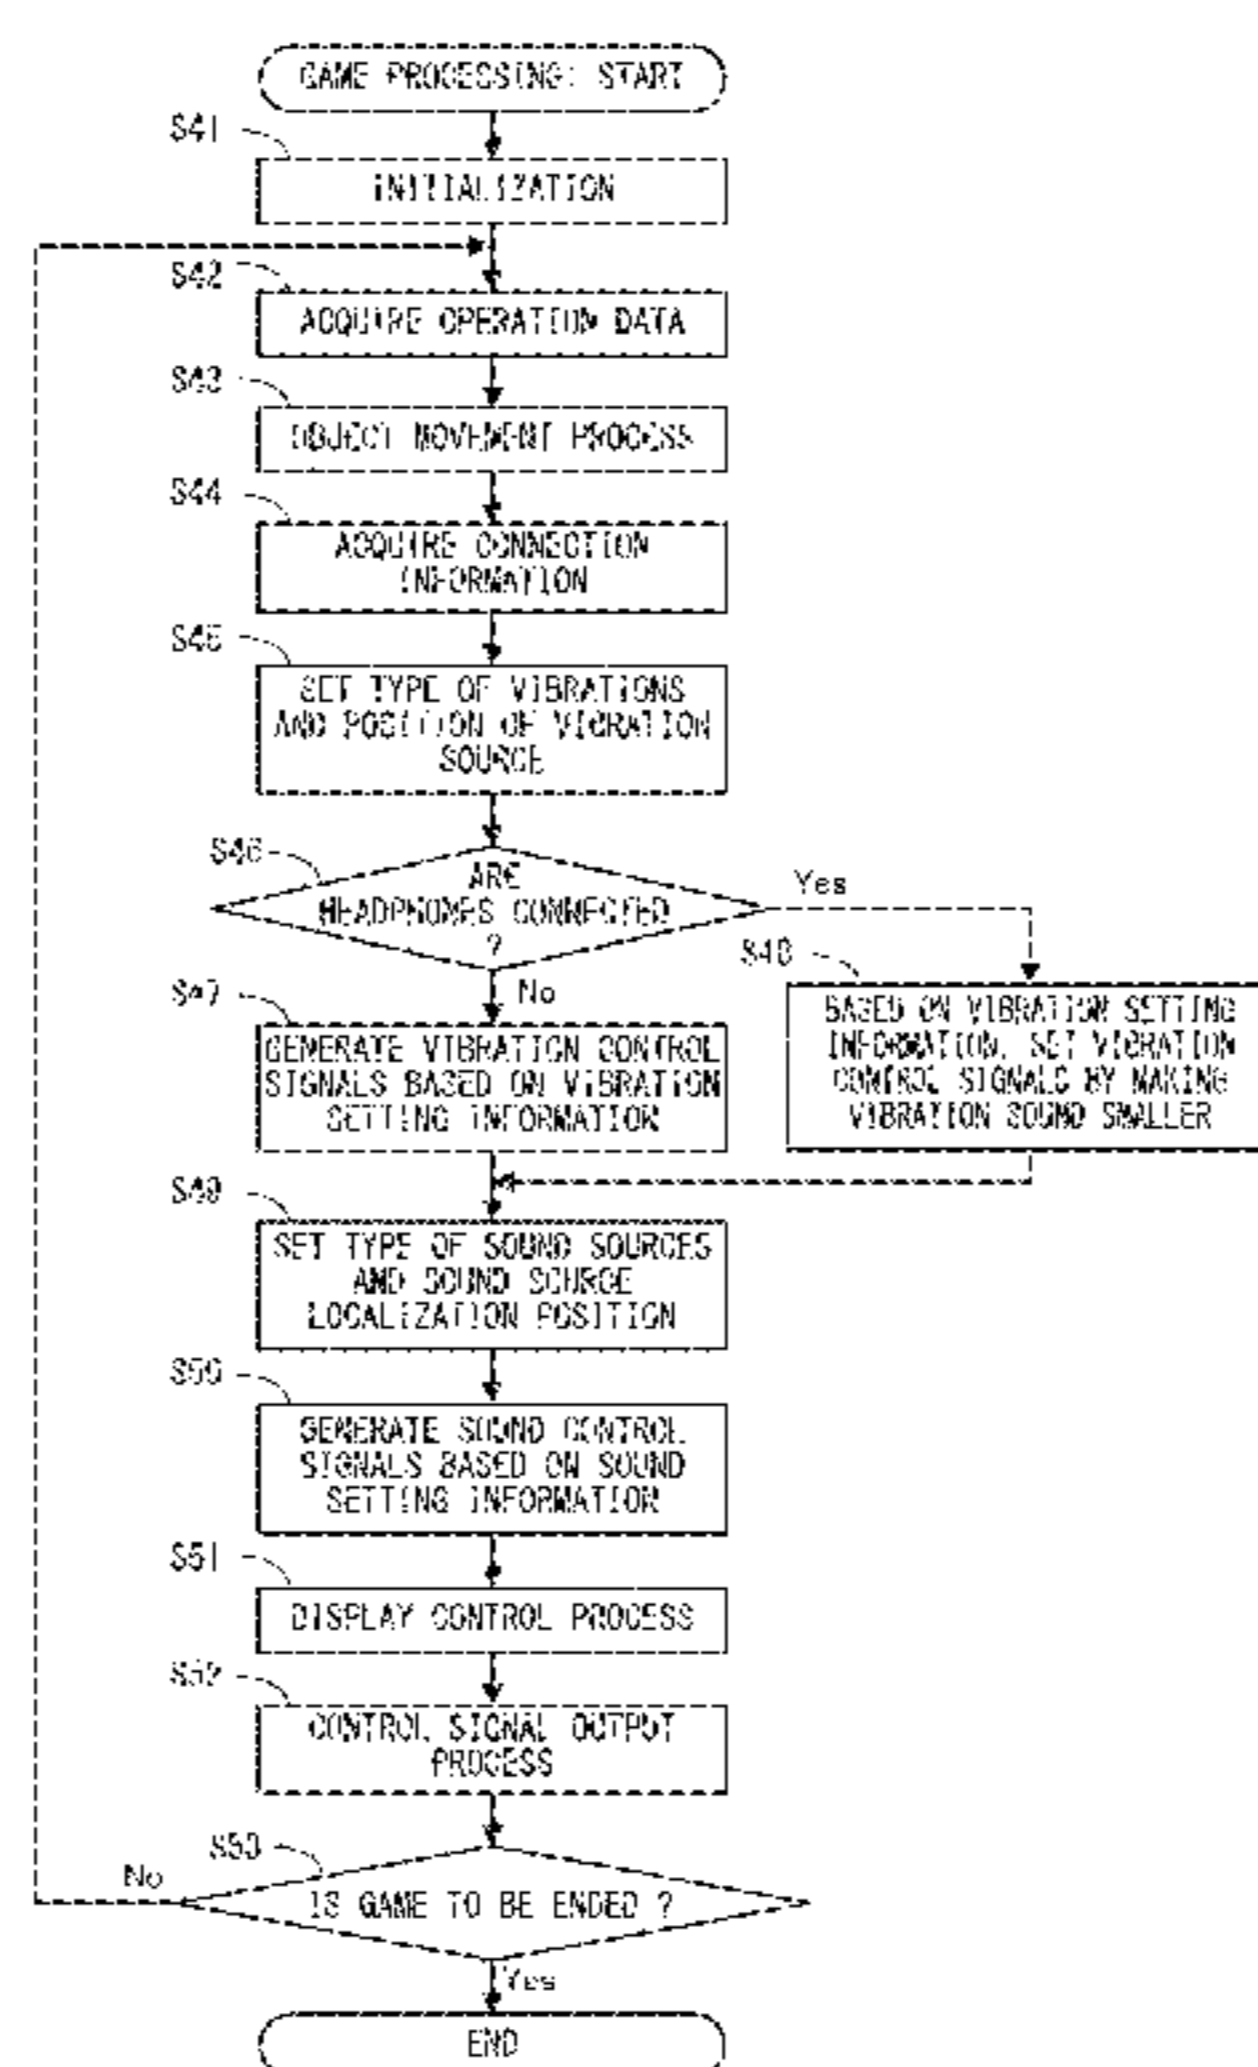 GAME PROCESSING: START
S41
INITIALIZATION
S42
ACQUIRE OPERATION DATA
S43
OBJECT MOVEMENT PROCESS
S44
ACQUIRE CONNECTION
INFORMATION
S45
SET TYPE OF VIBRATIONS
AND POSITION OF VIBRATION
SOURCE
S46
ARE
HEADPHONES CONNECTED
?
Yes
No
S47
GENERATE VIBRATION CONTROL
SIGNALS BASED ON VIBRATION
SETTING INFORMATION
S48
BASED ON VIBRATION SETTING
INFORMATION, SET VIBRATION
CONTROL SIGNALS BY MAKING
VIBRATION SOUND SMALLER
S49
SET TYPE OF SOUND SOURCES
AND SOUND SOURCE
LOCALIZATION POSITION
S50
GENERATE SOUND CONTROL
SIGNALS BASED ON SOUND
SETTING INFORMATION
S51
DISPLAY CONTROL PROCESS
S52
CONTROL SIGNAL OUTPUT
PROCESS
S53
No
IS GAME TO BE ENDED ?
Yes
END